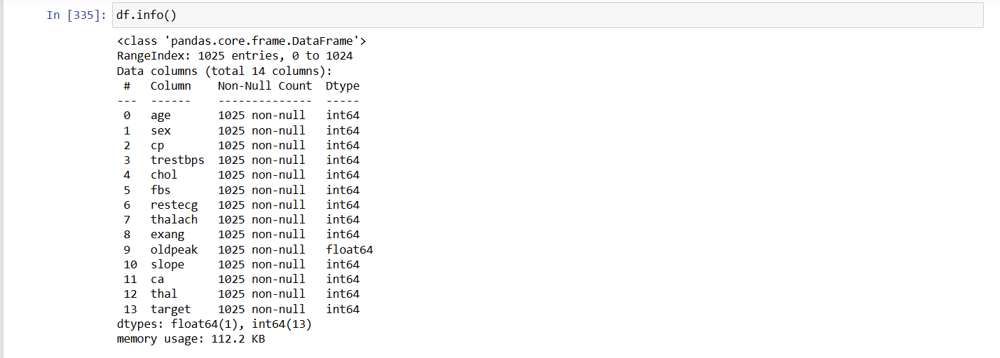 In [335]: df.info()
<class 'pandas.core.frame.DataFrame'>
RangeIndex: 1025 entries, 0 to 1024
Data columns (total 14 columns):
 #   Column    Non-Null Count  Dtype
---  ------    --------------  -----
 0   age       1025 non-null   int64
 1   sex       1025 non-null   int64
 2   cp        1025 non-null   int64
 3   trestbps  1025 non-null   int64
 4   chol      1025 non-null   int64
 5   fbs       1025 non-null   int64
 6   restecg   1025 non-null   int64
 7   thalach   1025 non-null   int64
 8   exang     1025 non-null   int64
 9   oldpeak   1025 non-null   float64
 10  slope     1025 non-null   int64
 11  ca        1025 non-null   int64
 12  thal      1025 non-null   int64
 13  target    1025 non-null   int64
dtypes: float64(1), int64(13)
memory usage: 112.2 KB